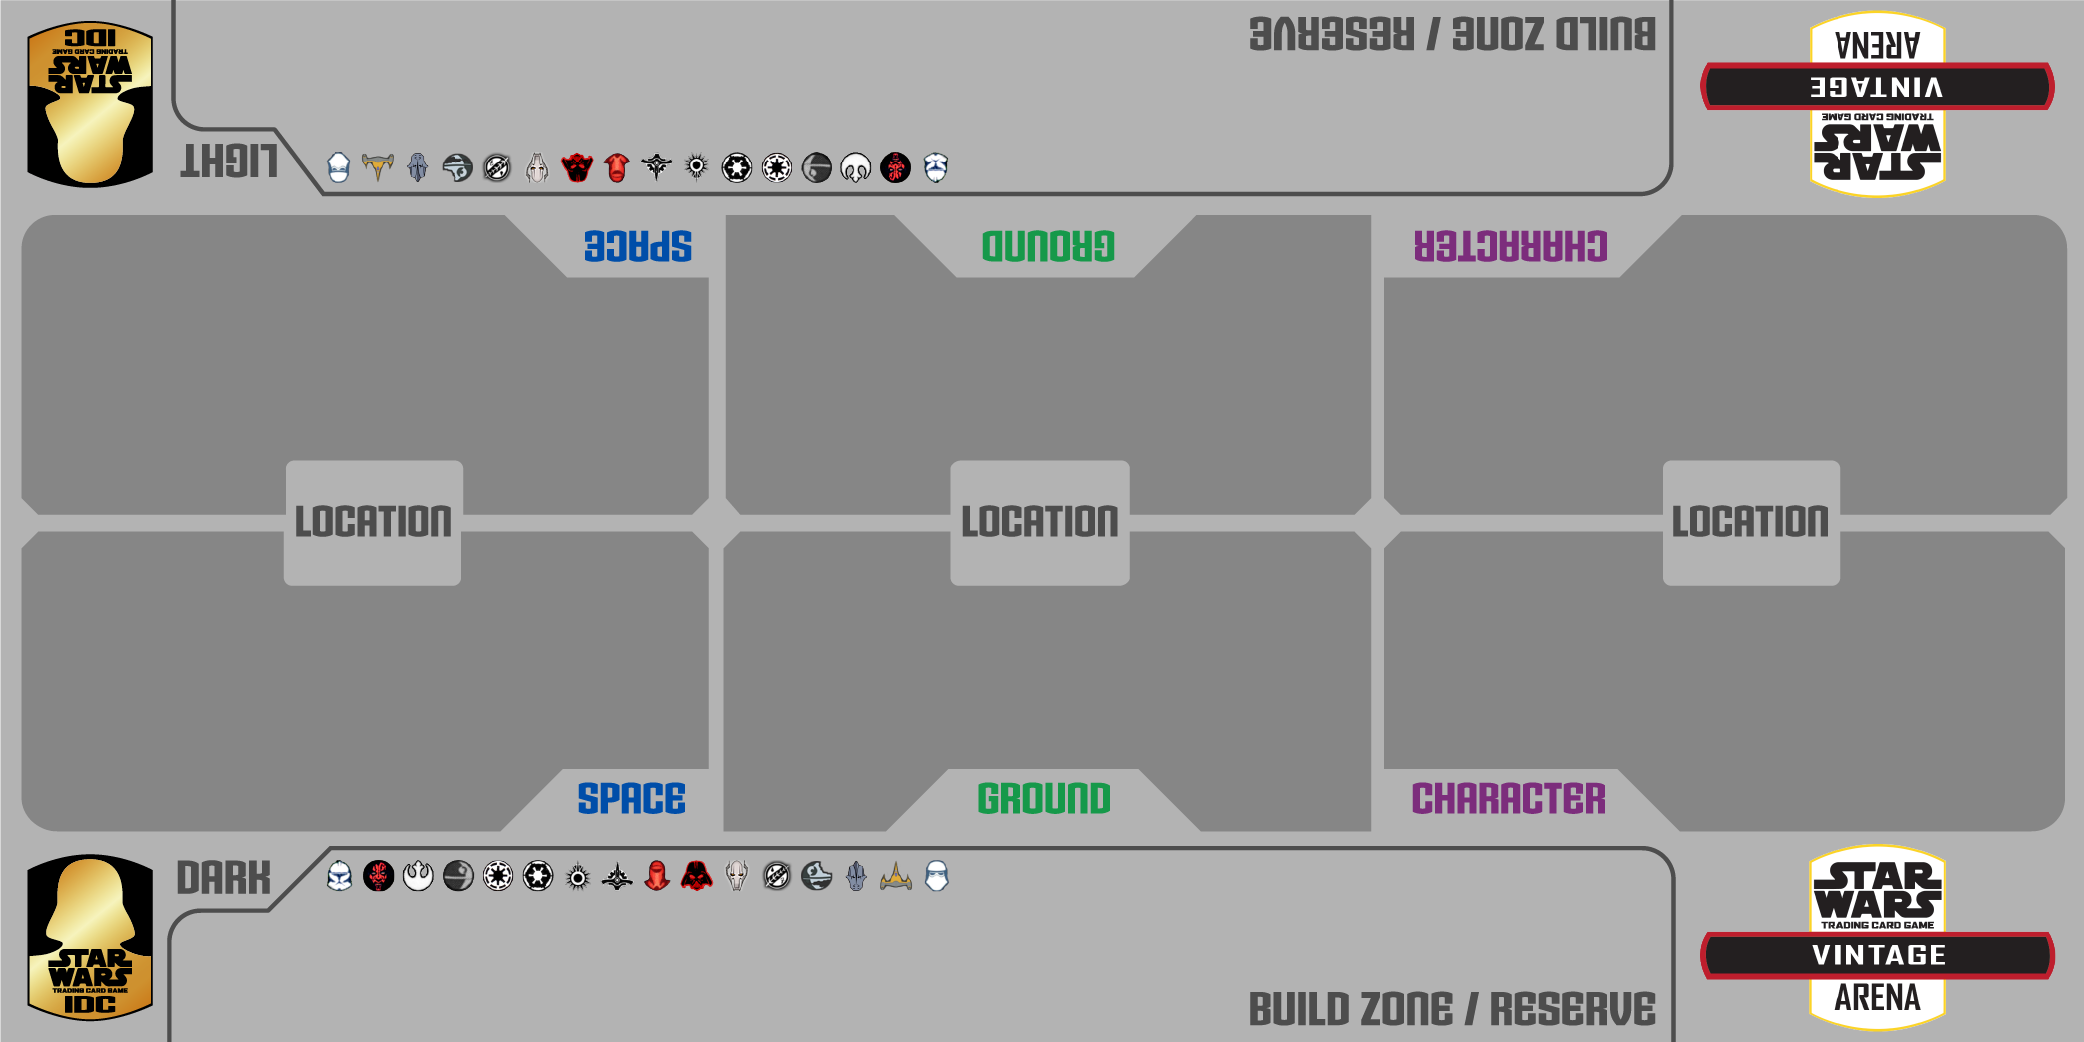 IDC
TRADING CARD GAME
STAR
WARS
BUILD ZONE / RESERVE
ARENA
VINTAGE
TRADING CARD GAME
STAR
WARS
LIGHT
SPACE
GROUND
CHARACTER
LOCATION
LOCATION
LOCATION
SPACE
GROUND
CHARACTER
DARK
STAR
WARS
TRADING CARD GAME
IDC
BUILD ZONE / RESERVE
STAR
WARS
TRADING CARD GAME
VINTAGE
ARENA